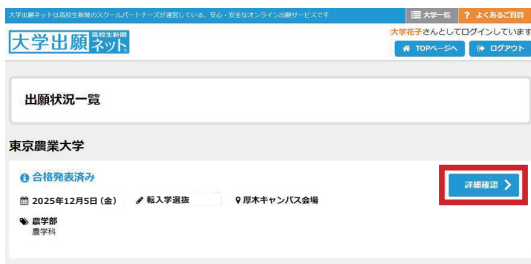 大学出願ネットは高校生新聞のスクールパートナーズが運営している、安心・安全なオンライン出願サービスです
大学一覧 ? よくあるご質問
大学出願ネット 高校生新聞
大学花子さんとしてログインしています
TOPページへ ログアウト
出願状況一覧
東京農業大学
合格発表済み
詳細確認
2025年12月5日(金) 転入学選抜 厚木キャンパス会場
農学部
農学科